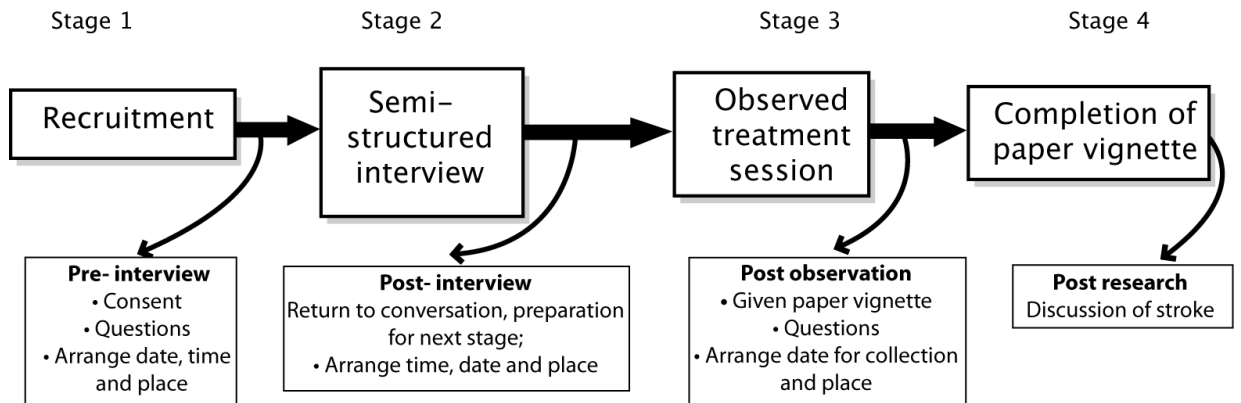 Stage 1
Stage 2
Stage 3
Stage 4
Recruitment
Semi-
structured
interview
Observed
treatment
session
Completion of
paper vignette
Pre- interview
• Consent
• Questions
• Arrange date, time
and place
Post- interview
Return to conversation, preparation
for next stage;
• Arrange time, date and place
Post observation
• Given paper vignette
• Questions
• Arrange date for collection
and place
Post research
Discussion of stroke